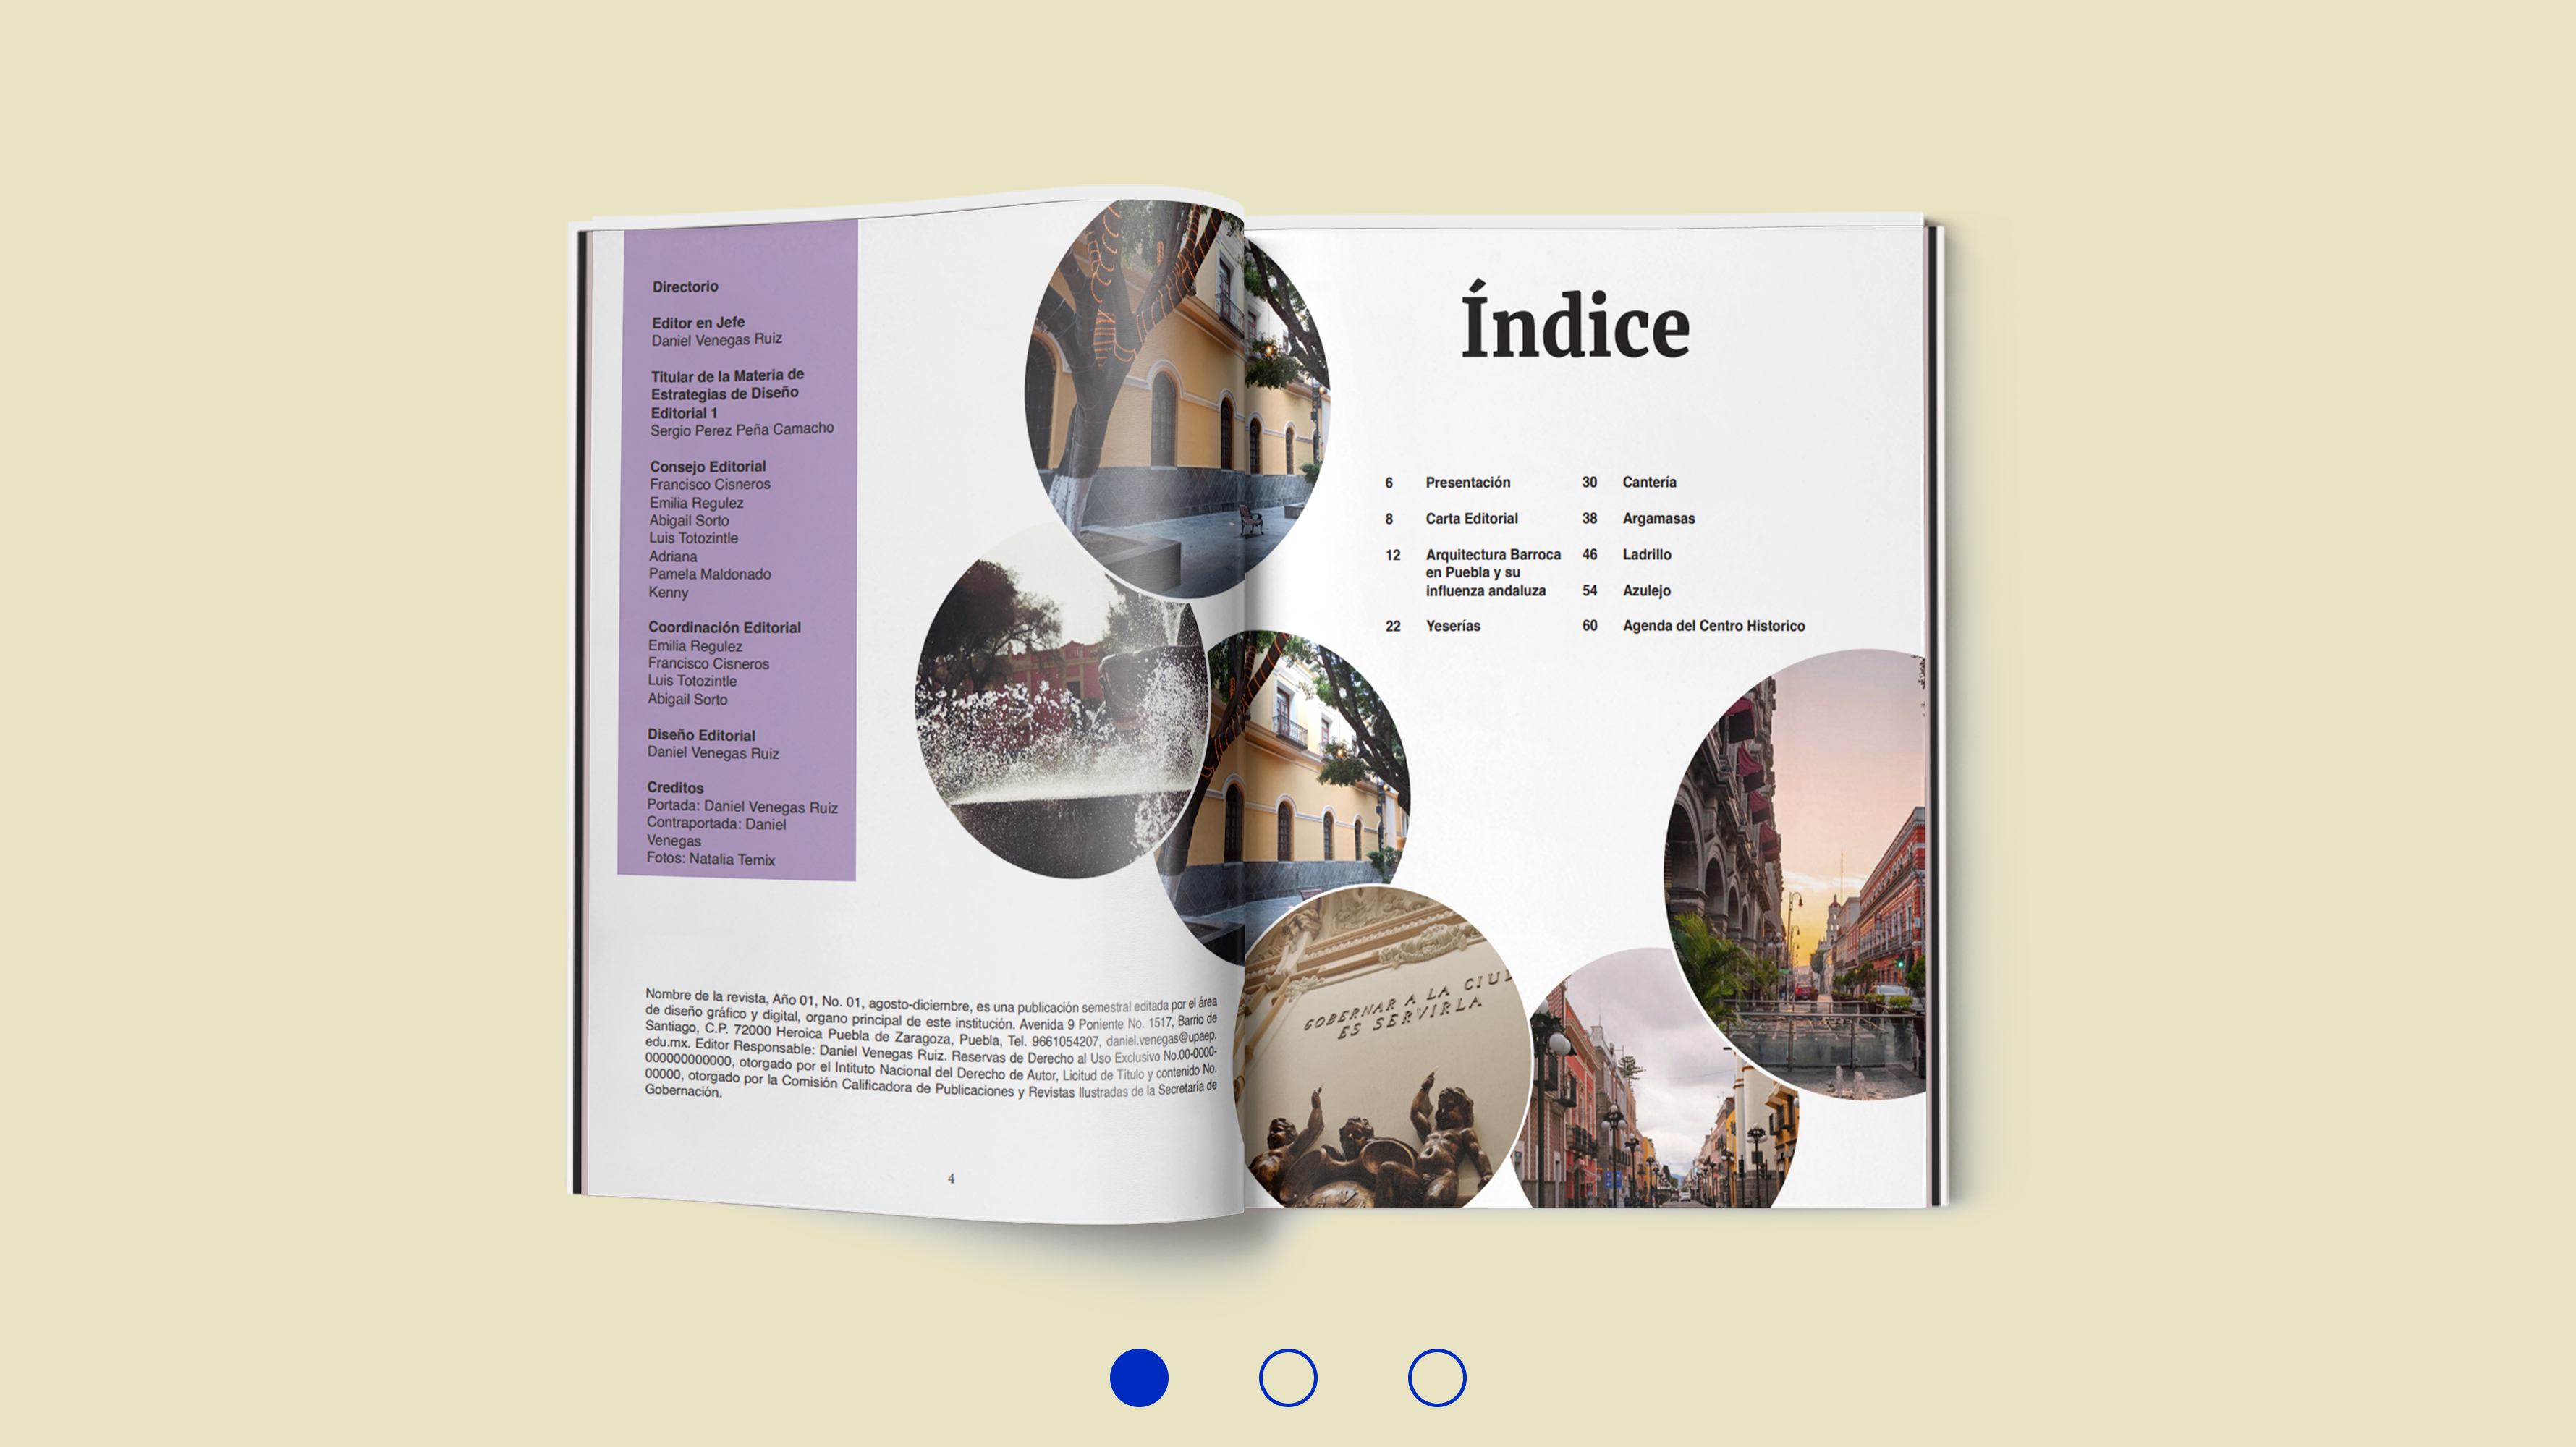 Directorio
Editor en Jefe
Daniel Venegas Ruiz
Titular de la Materia de
Estrategias de Diseño
Editorial 1
Sergio Perez Peña Camacho
Consejo Editorial
Francisco Cisneros
Emilia Regulez
Abigail Sorto
Luis Totozintle
Adriana
Pamela Maldonado
Kenny
Coordinación Editorial
Emilia Regulez
Francisco Cisneros
Luis Totozintle
Abigail Sorto
Diseño Editorial
Daniel Venegas Ruiz
Creditos
Portada: Daniel Venegas Ruiz
Contraportada: Daniel
Venegas
Fotos: Natalia Temix
Nombre de la revista, Año 01, No. 01, agosto-diciembre, es una publicación semestral editada por el área
de diseño gráfico y digital, organo principal de este institución. Avenida 9 Poniente No. 1517, Barrio de
Santiago, C.P. 72000 Heroica Puebla de Zaragoza, Puebla, Tel. 9661054207, daniel.venegas@upaep.
edu.mx. Editor Responsable: Daniel Venegas Ruiz. Reservas de Derecho al Uso Exclusivo No.00-0000-
000000000000, otorgado por el Intituto Nacional del Derecho de Autor, Licitud de Título y contenido No.
00000, otorgado por la Comisión Calificadora de Publicaciones y Revistas Ilustradas de la Secretaría de
Gobernación.
4
Índice
6 Presentación
8 Carta Editorial
12 Arquitectura Barroca
en Puebla y su
influenza andaluza
22 Yeserías
30 Cantería
38 Argamasas
46 Ladrillo
54 Azulejo
60 Agenda del Centro Historico
GOBERNAR A LA CIUD
ES SERVIRLA